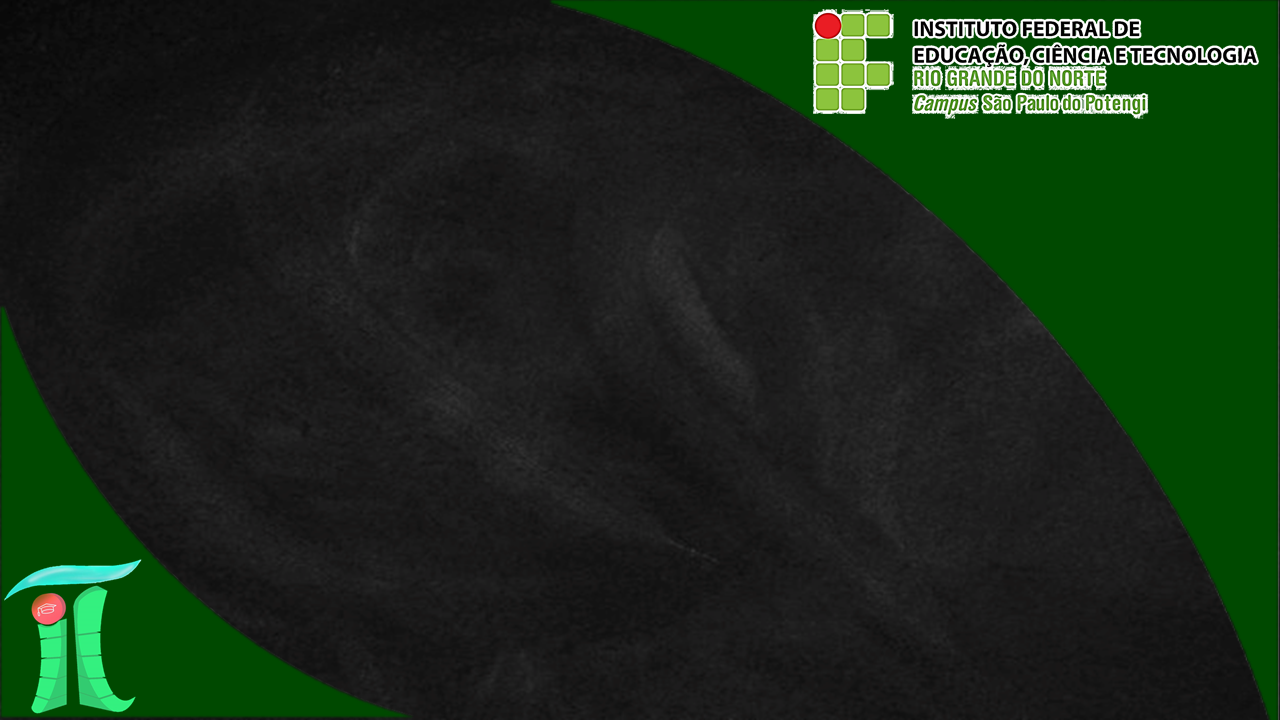 INSTITUTO FEDERAL DE
EDUCAÇÃO, CIÊNCIA E TECNOLOGIA
RIO GRANDE DO NORTE
Campus São Paulo do Potengi